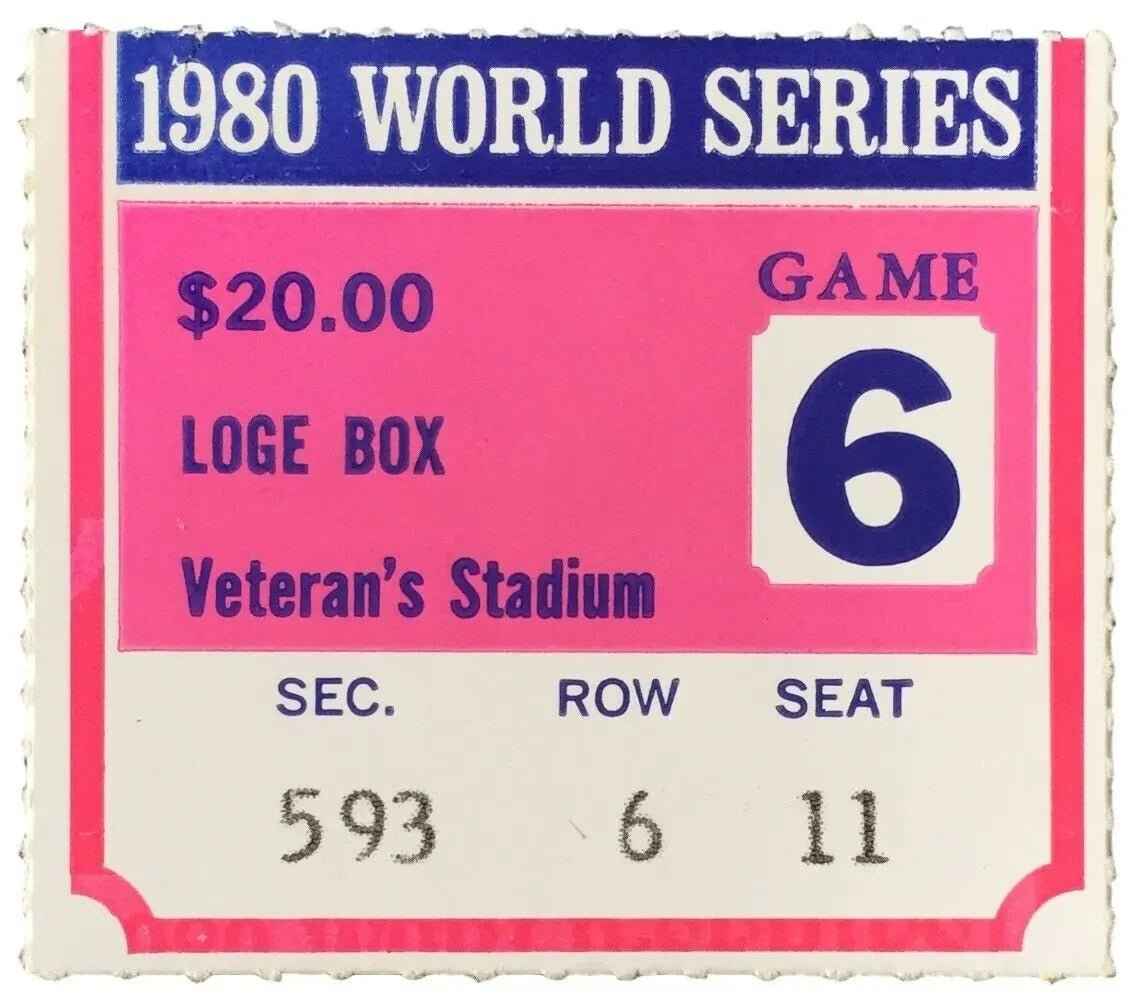 1980 WORLD SERIES
$20.00
GAME
6
LOGE BOX
Veteran's Stadium
SEC. ROW SEAT
593 6 11